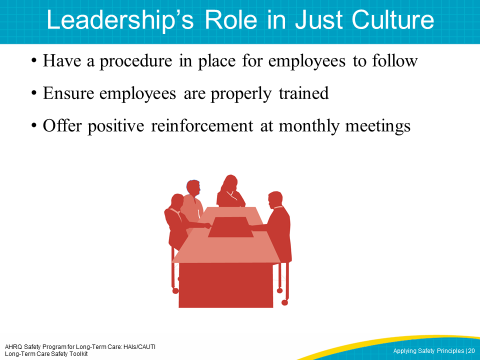 Leadership’s Role in Just Culture
• Have a procedure in place for employees to follow
• Ensure employees are properly trained
• Offer positive reinforcement at monthly meetings
AHRQ Safety Program for Long-Term Care: HAIs/CAUTI
Long-Term Care Safety Toolkit
Applying Safety Principles |20